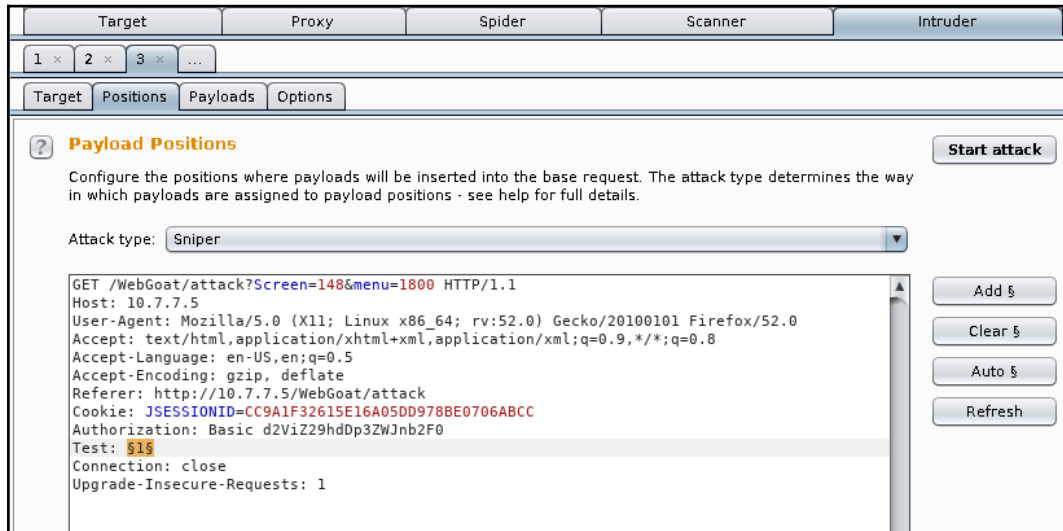 Target Proxy Spider Scanner Intruder
1 × 2 × 3 × ...
Target Positions Payloads Options
? Payload Positions Start attack
Configure the positions where payloads will be inserted into the base request. The attack type determines the way
in which payloads are assigned to payload positions - see help for full details.
Attack type: Sniper
GET /WebGoat/attack?Screen=148&menu=1800 HTTP/1.1
Host: 10.7.7.5
User-Agent: Mozilla/5.0 (X11; Linux x86_64; rv:52.0) Gecko/20100101 Firefox/52.0
Accept: text/html,application/xhtml+xml,application/xml;q=0.9,*/*;q=0.8
Accept-Language: en-US,en;q=0.5
Accept-Encoding: gzip, deflate
Referer: http://10.7.7.5/WebGoat/attack
Cookie: JSESSIONID=CC9A1F32615E16A05DD978BE0706ABCC
Authorization: Basic d2ViZ29hdDp3ZWJnb2F0
Test: §1§
Connection: close
Upgrade-Insecure-Requests: 1
Add §
Clear §
Auto §
Refresh